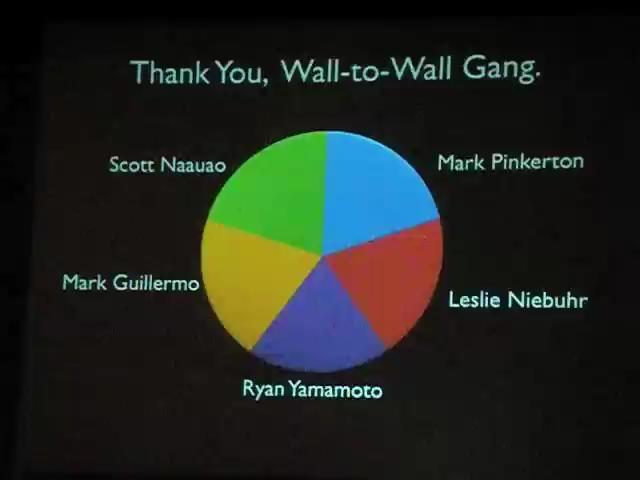 Thank You, Wall-to-Wall Gang.
Scott Naauao
Mark Pinkerton
Mark Guillermo
Leslie Niebuhr
Ryan Yamamoto